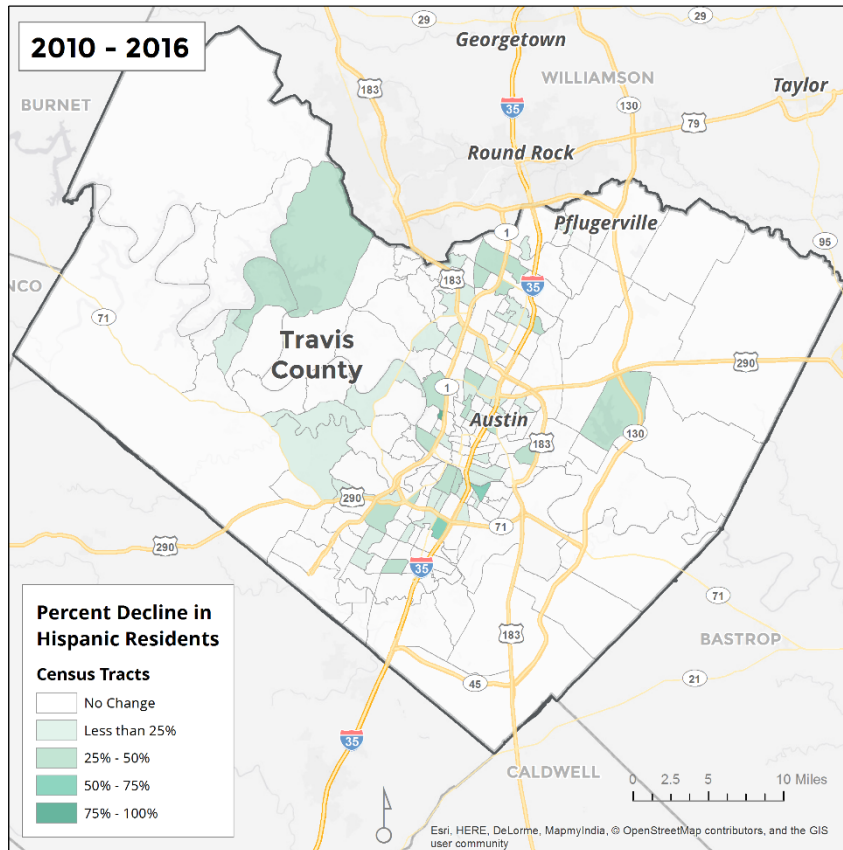 2010 - 2016
29
29
Georgetown
183
WILLIAMSON
Taylor
BURNET
35
130
79
Round Rock
Pflugerville
1
95
183
35
NCO
71
Travis
County
290
1
Austin
183
130
290
71
290
35
71
183
BASTROP
21
45
35
CALDWELL
Percent Decline in
Hispanic Residents
Census Tracts
No Change
Less than 25%
25% - 50%
50% - 75%
75% - 100%
0 2.5 5 10 Miles
Esri, HERE, DeLorme, MapmyIndia, © OpenStreetMap contributors, and the GIS
user community